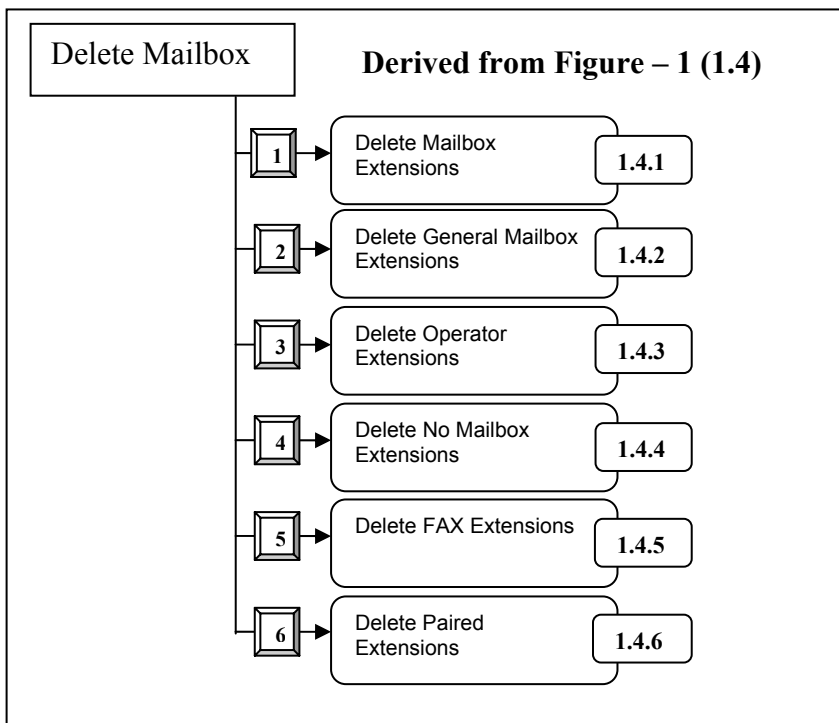 Delete Mailbox
Derived from Figure – 1 (1.4)
1
Delete Mailbox
Extensions
1.4.1
2
Delete General Mailbox
Extensions
1.4.2
3
Delete Operator
Extensions
1.4.3
4
Delete No Mailbox
Extensions
1.4.4
5
Delete FAX Extensions
1.4.5
6
Delete Paired
Extensions
1.4.6